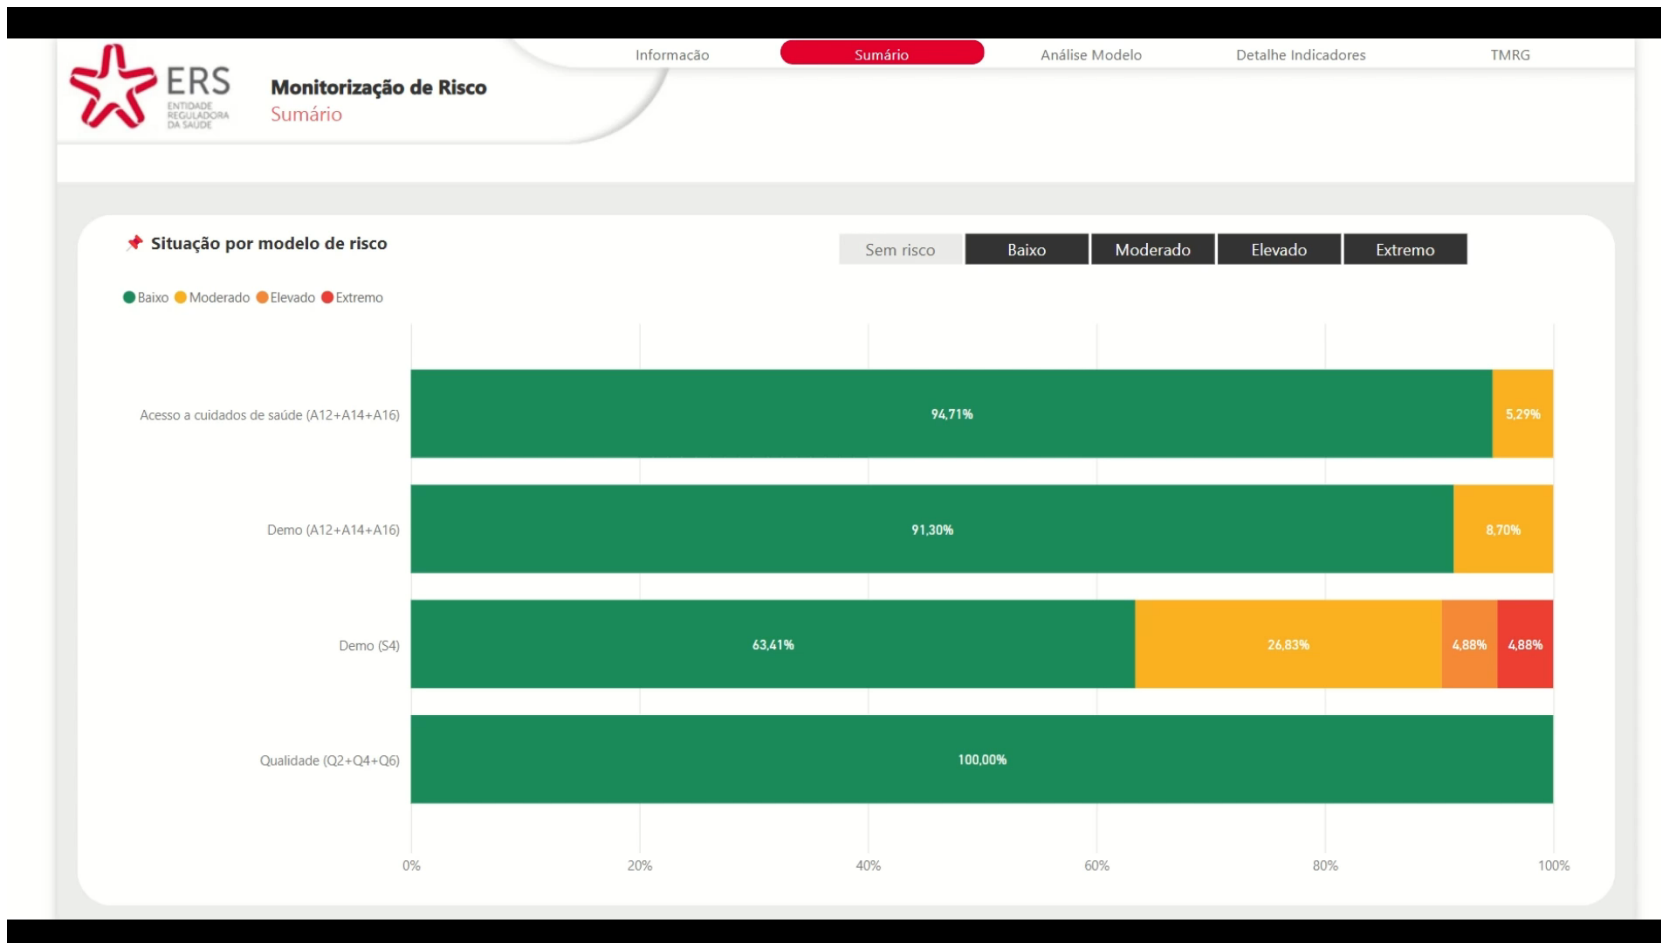 Informacão
Sumário
Análise Modelo
Detalhe Indicadores
TMRG
ERS
ENTIDADE
REGULADORA
DA SAÚDE
Monitorização de Risco
Sumário
Situação por modelo de risco
Sem risco
Baixo
Moderado
Elevado
Extremo
Baixo Moderado Elevado Extremo
Acesso a cuidados de saúde (A12+A14+A16) 94,71% 5,29%
Demo (A12+A14+A16) 91,30% 8,70%
Demo (S4) 63,41% 26,83% 4,88% 4,88%
Qualidade (Q2+Q4+Q6) 100,00%
0% 20% 40% 60% 80% 100%